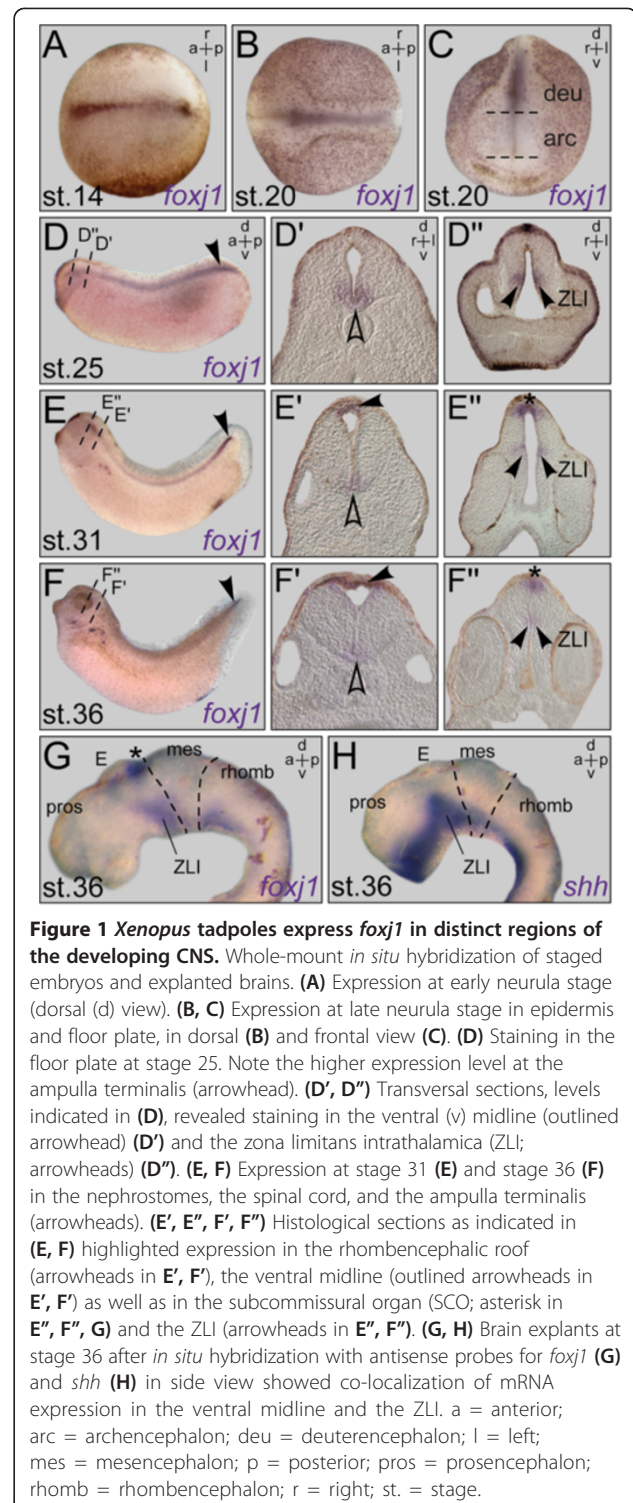 A
r
a p
l
st.14 foxj1
B
r
a p
l
st.20
C
d
r l
v
deu
arc
st.20 foxj1
D
D"
D'
d
a p
v
st.25 foxj1
D'
d
r l
v
D"
d
r l
v
ZLI
E
E"
E'
st.31 foxj1
E'
E"
*
ZLI
F
F"
F'
st.36 foxj1
F'
F"
*
ZLI
G
E
*
mes
rhomb
pros
ZLI
st.36 foxj1
H
E
mes
d
a p
v
rhomb
pros
ZLI
st.36 shh
Figure 1 Xenopus tadpoles express foxj1 in distinct regions of
the developing CNS. Whole-mount in situ hybridization of staged
embryos and explanted brains. (A) Expression at early neurula stage
(dorsal (d) view). (B, C) Expression at late neurula stage in epidermis
and floor plate, in dorsal (B) and frontal view (C). (D) Staining in the
floor plate at stage 25. Note the higher expression level at the
ampulla terminalis (arrowhead). (D', D") Transversal sections, levels
indicated in (D), revealed staining in the ventral (v) midline (outlined
arrowhead) (D') and the zona limitans intrathalamica (ZLI;
arrowheads) (D"). (E, F) Expression at stage 31 (E) and stage 36 (F)
in the nephrostomes, the spinal cord, and the ampulla terminalis
(arrowheads). (E', E", F', F") Histological sections as indicated in
(E, F) highlighted expression in the rhombencephalic roof
(arrowheads in E', F'), the ventral midline (outlined arrowheads in
E', F') as well as in the subcommissural organ (SCO; asterisk in
E", F", G) and the ZLI (arrowheads in E", F"). (G, H) Brain explants at
stage 36 after in situ hybridization with antisense probes for foxj1 (G)
and shh (H) in side view showed co-localization of mRNA
expression in the ventral midline and the ZLI. a = anterior;
arc = archencephalon; deu = deuterencephalon; l = left;
mes = mesencephalon; p = posterior; pros = prosencephalon;
rhomb = rhombencephalon; r = right; st. = stage.